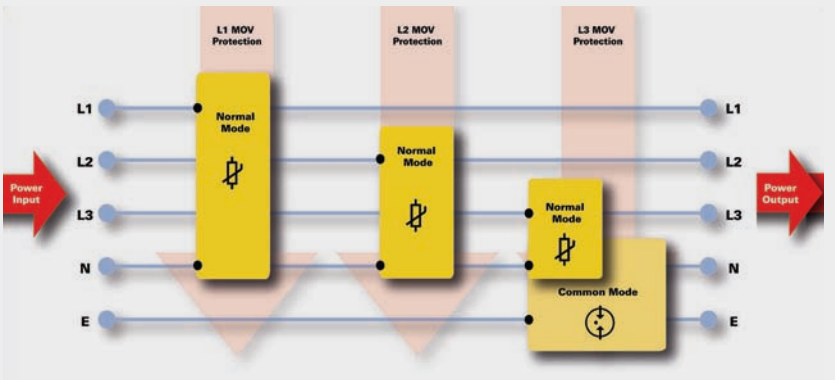 L1 MOV
Protection
L2 MOV
Protection
L3 MOV
Protection
L1
Normal
Mode
L1
L2
Normal
Mode
L2
Power
Input
Power
Output
L3
Normal
Mode
L3
N
N
Common Mode
E
E